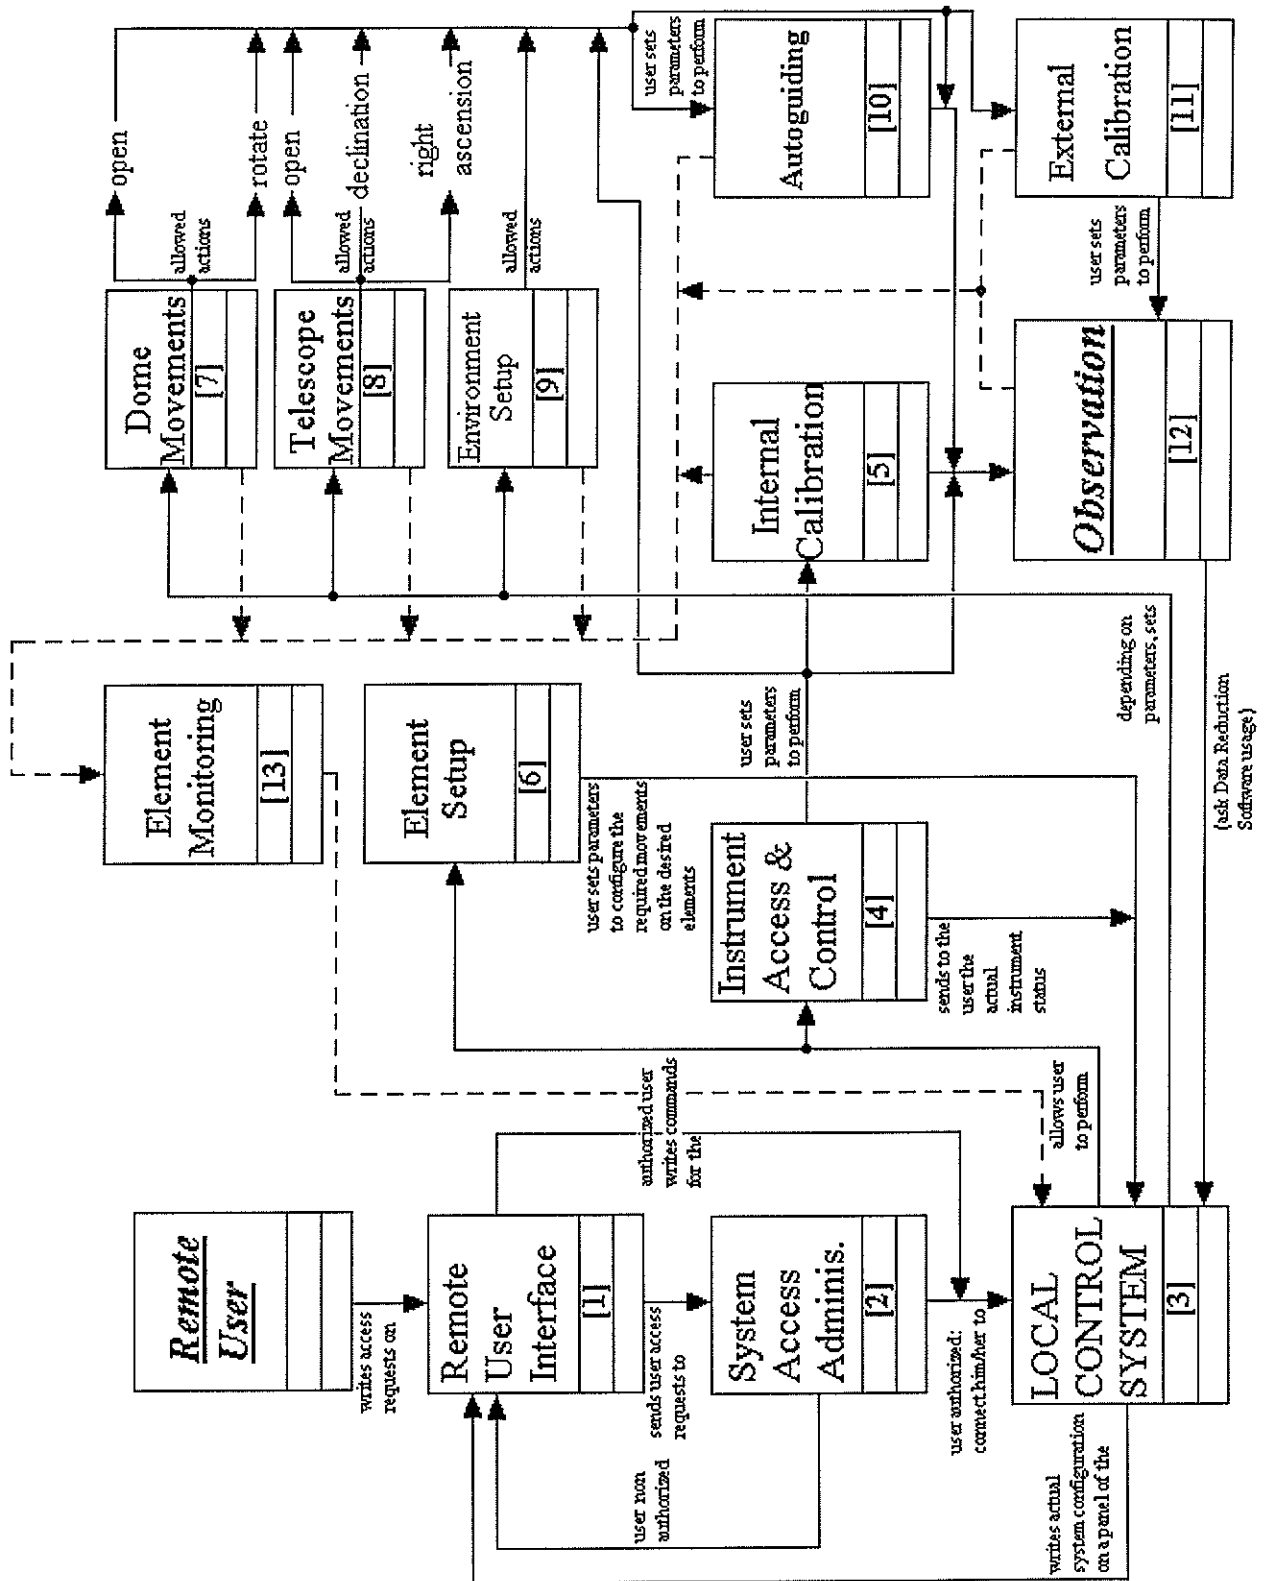 Remote
User
writes access
requests on
Remote
User
Interface
[1]
sends user access
requests to
user non
authorized
System
Access
Adminis.
[2]
authorized user
writes commands
for the
user authorized:
connect him/her to
LOCAL
CONTROL
SYSTEM
[3]
writes actual
system configuration
on a panel of the
allows user
to perform
Instrument
Access &
Control
[4]
sends to the
user the
actual
instrument
status
Element
Setup
[6]
user sets parameters
to configure the
required movements
on the desired
elements
Element
Monitoring
[13]
user sets
parameters
to perform
depending on
parameters, sets
(ask Data Reduction
Software usage)
Internal
Calibration
[5]
Observation
[12]
Dome
Movements
[7]
allowed
actions
open
rotate
Telescope
Movements
[8]
allowed
actions
open
declination
right
ascension
Environment
Setup
[9]
allowed
actions
user sets
parameters
to perform
Autoguiding
[10]
External
Calibration
[11]
user sets
parameters
to perform